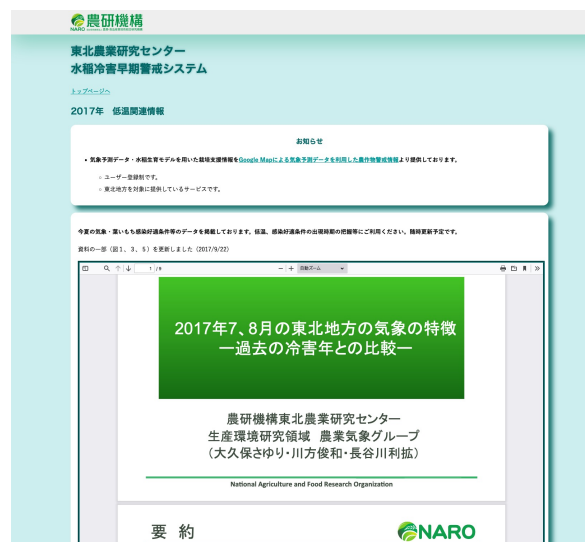 農研機構
東北農業研究センター
水稲冷害早期警戒システム
トップページへ
2017年 低温関連情報
お知らせ
• 気象予測データ・水稲生育モデルを用いた栽培支援情報をGoogle Mapによる気象予測データを利用した農作物警戒情報より提供しております。
◦ ユーザー登録制です。
◦ 東北地方を対象に提供しているサービスです。
今夏の気象・葉いもち感染好適条件等のデータを掲載しております。低温、感染好適条件の出現時期の把握等にご利用ください。随時更新予定です。
資料の一部（図１、３、５）を更新しました（2017/9/22）
1 / 9 − + 自動ズーム
2017年7、8月の東北地方の気象の特徴
ー過去の冷害年との比較ー
農研機構東北農業研究センター
生産環境研究領域 農業気象グループ
（大久保さゆり・川方俊和・長谷川利拡）
National Agriculture and Food Research Organization
要 約
NARO